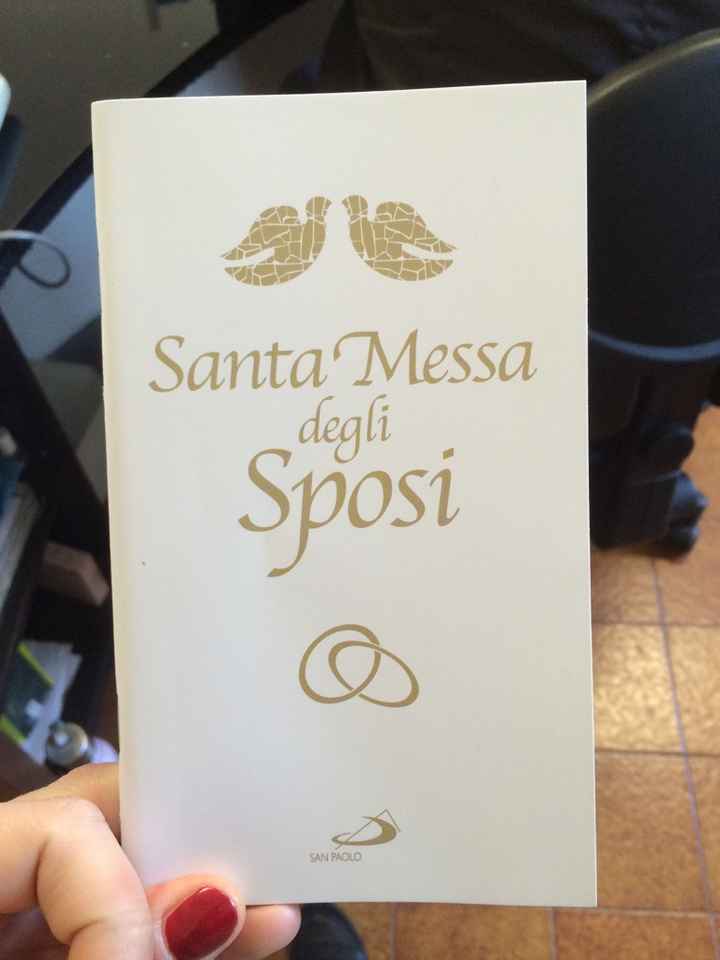 Santa Messa
degli
Sposi
SAN PAOLO